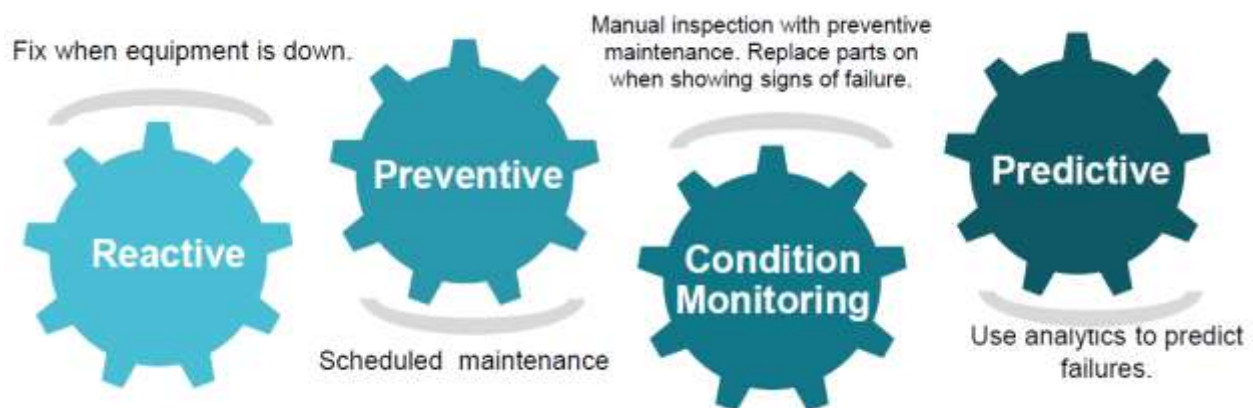 Fix when equipment is down.
Reactive
Preventive
Scheduled maintenance
Manual inspection with preventive
maintenance. Replace parts on
when showing signs of failure.
Condition
Monitoring
Predictive
Use analytics to predict
failures.